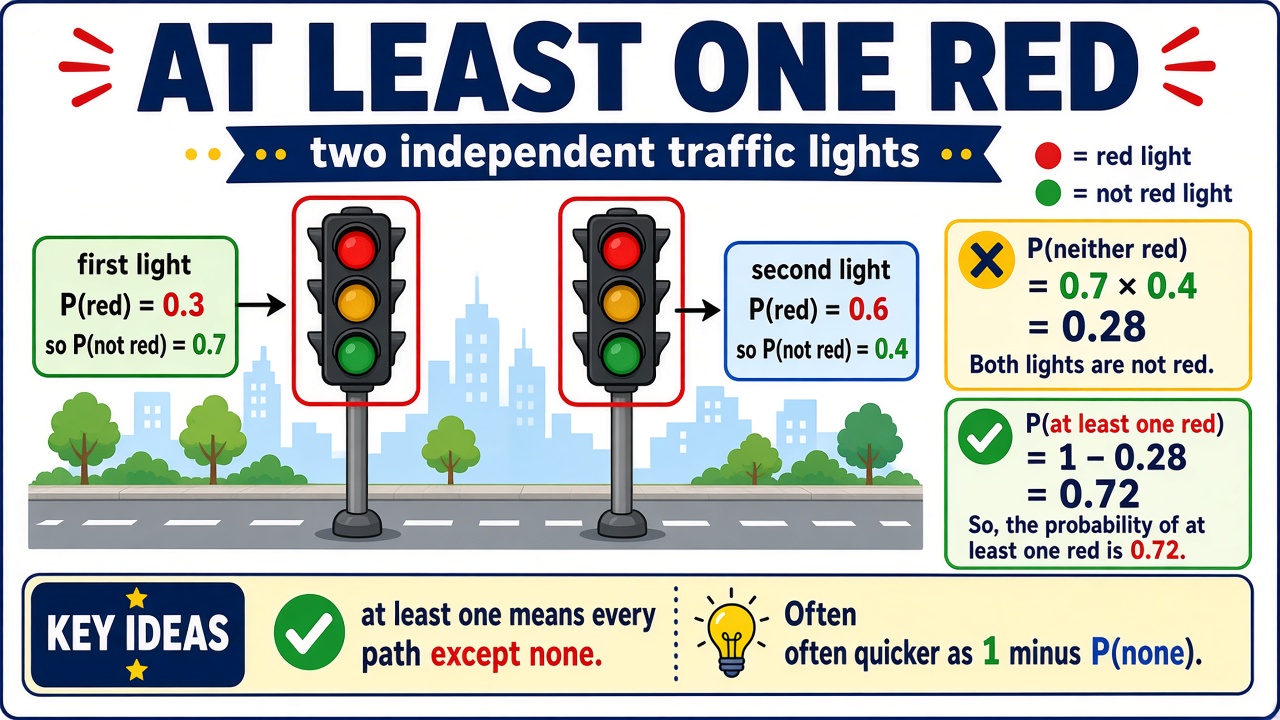 AT LEAST ONE RED
two independent traffic lights
= red light
= not red light
first light
P(red) = 0.3
so P(not red) = 0.7
second light
P(red) = 0.6
so P(not red) = 0.4
P(neither red)
= 0.7 × 0.4
= 0.28
Both lights are not red.
P(at least one red)
= 1 – 0.28
= 0.72
So, the probability of at
least one red is 0.72.
KEY IDEAS
at least one means every
path except none.
Often
often quicker as 1 minus P(none).